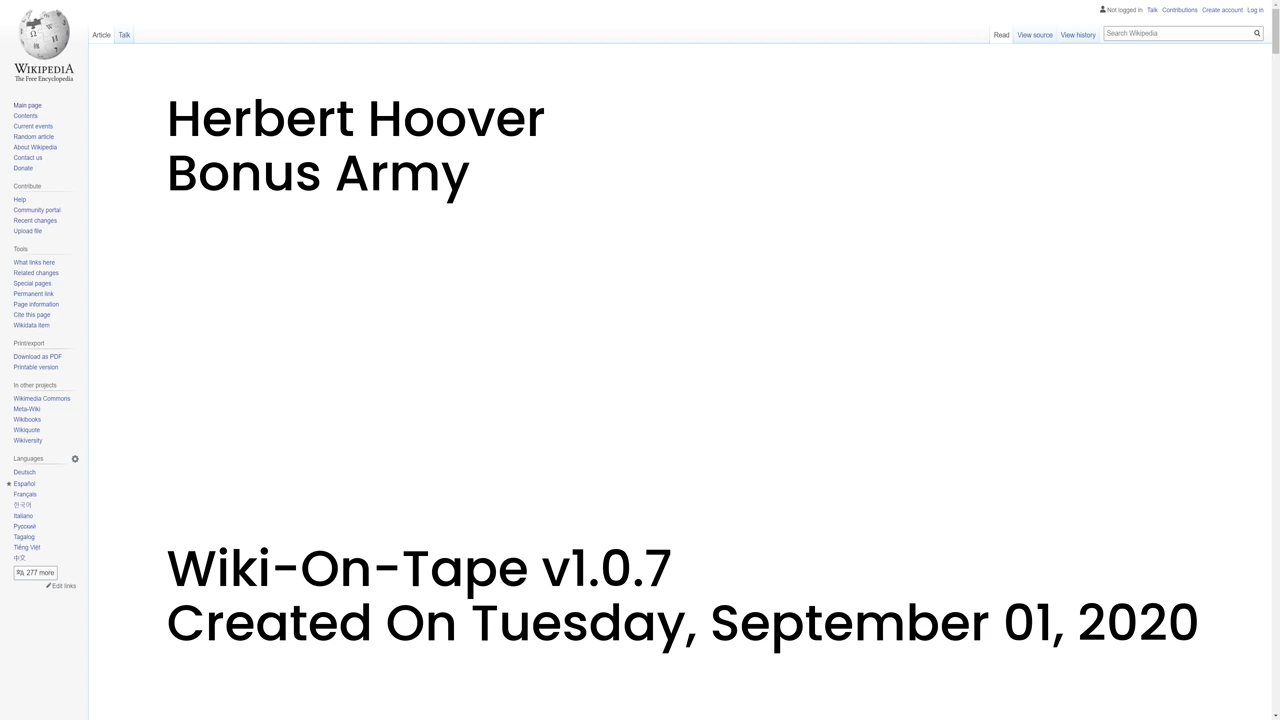 Not logged in Talk Contributions Create account Log in
Article Talk Read View source View history Search Wikipedia
WIKIPEDIA
The Free Encyclopedia
Main page
Contents
Current events
Random article
About Wikipedia
Contact us
Donate
Contribute
Help
Community portal
Recent changes
Upload file
Tools
What links here
Related changes
Special pages
Permanent link
Page information
Cite this page
Wikidata item
Print/export
Download as PDF
Printable version
In other projects
Wikimedia Commons
Meta-Wiki
Wikibooks
Wikiquote
Wikiversity
Languages
Deutsch
Español
Français
한국어
Italiano
Русский
Tagalog
Tiếng Việt
中文
277 more
Edit links
Herbert Hoover
Bonus Army
Wiki-On-Tape v1.0.7
Created On Tuesday, September 01, 2020